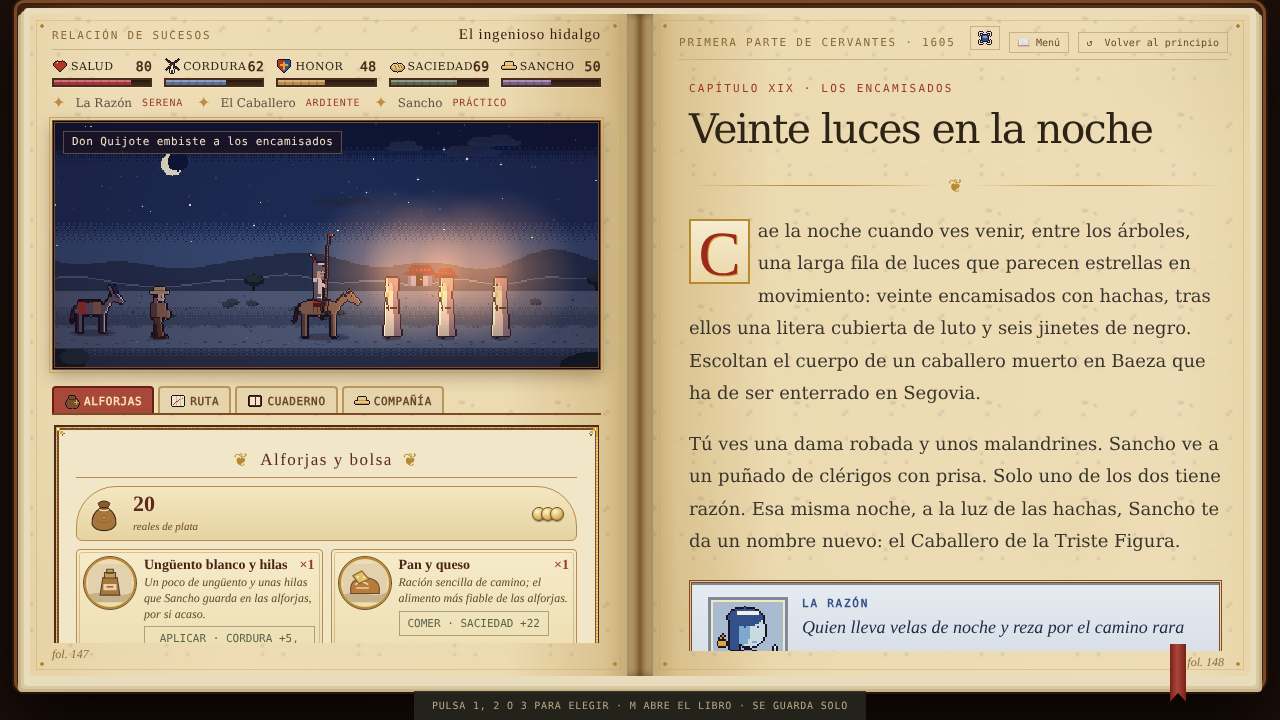 RELACIÓN DE SUCESOS
El ingenioso hidalgo
SALUD 80
CORDURA 62
HONOR 48
SACIEDAD 69
SANCHO 50
La Razón SERENA
El Caballero ARDIENTE
Sancho PRÁCTICO
Don Quijote embiste a los encamisados
ALFORJAS
RUTA
CUADERNO
COMPAÑÍA
Alforjas y bolsa
20
reales de plata
Ungüento blanco y hilas ×1
Un poco de ungüento y unas hilas
que Sancho guarda en las alforjas,
por si acaso.
APLICAR · CORDURA +5,
Pan y queso ×1
Ración sencilla de camino; el
alimento más fiable de las alforjas.
COMER · SACIEDAD +22
fol. 147
PRIMERA PARTE DE CERVANTES · 1605
Menú
↺ Volver al principio
CAPÍTULO XIX · LOS ENCAMISADOS
Veinte luces en la noche
Cae la noche cuando ves venir, entre los árboles,
una larga fila de luces que parecen estrellas en
movimiento: veinte encamisados con hachas, tras
ellos una litera cubierta de luto y seis jinetes de negro.
Escoltan el cuerpo de un caballero muerto en Baeza que
ha de ser enterrado en Segovia.
Tú ves una dama robada y unos malandrines. Sancho ve a
un puñado de clérigos con prisa. Solo uno de los dos tiene
razón. Esa misma noche, a la luz de las hachas, Sancho te
da un nombre nuevo: el Caballero de la Triste Figura.
LA RAZÓN
Quien lleva velas de noche y reza por el camino rara
fol. 148
PULSA 1, 2 O 3 PARA ELEGIR · M ABRE EL LIBRO · SE GUARDA SOLO